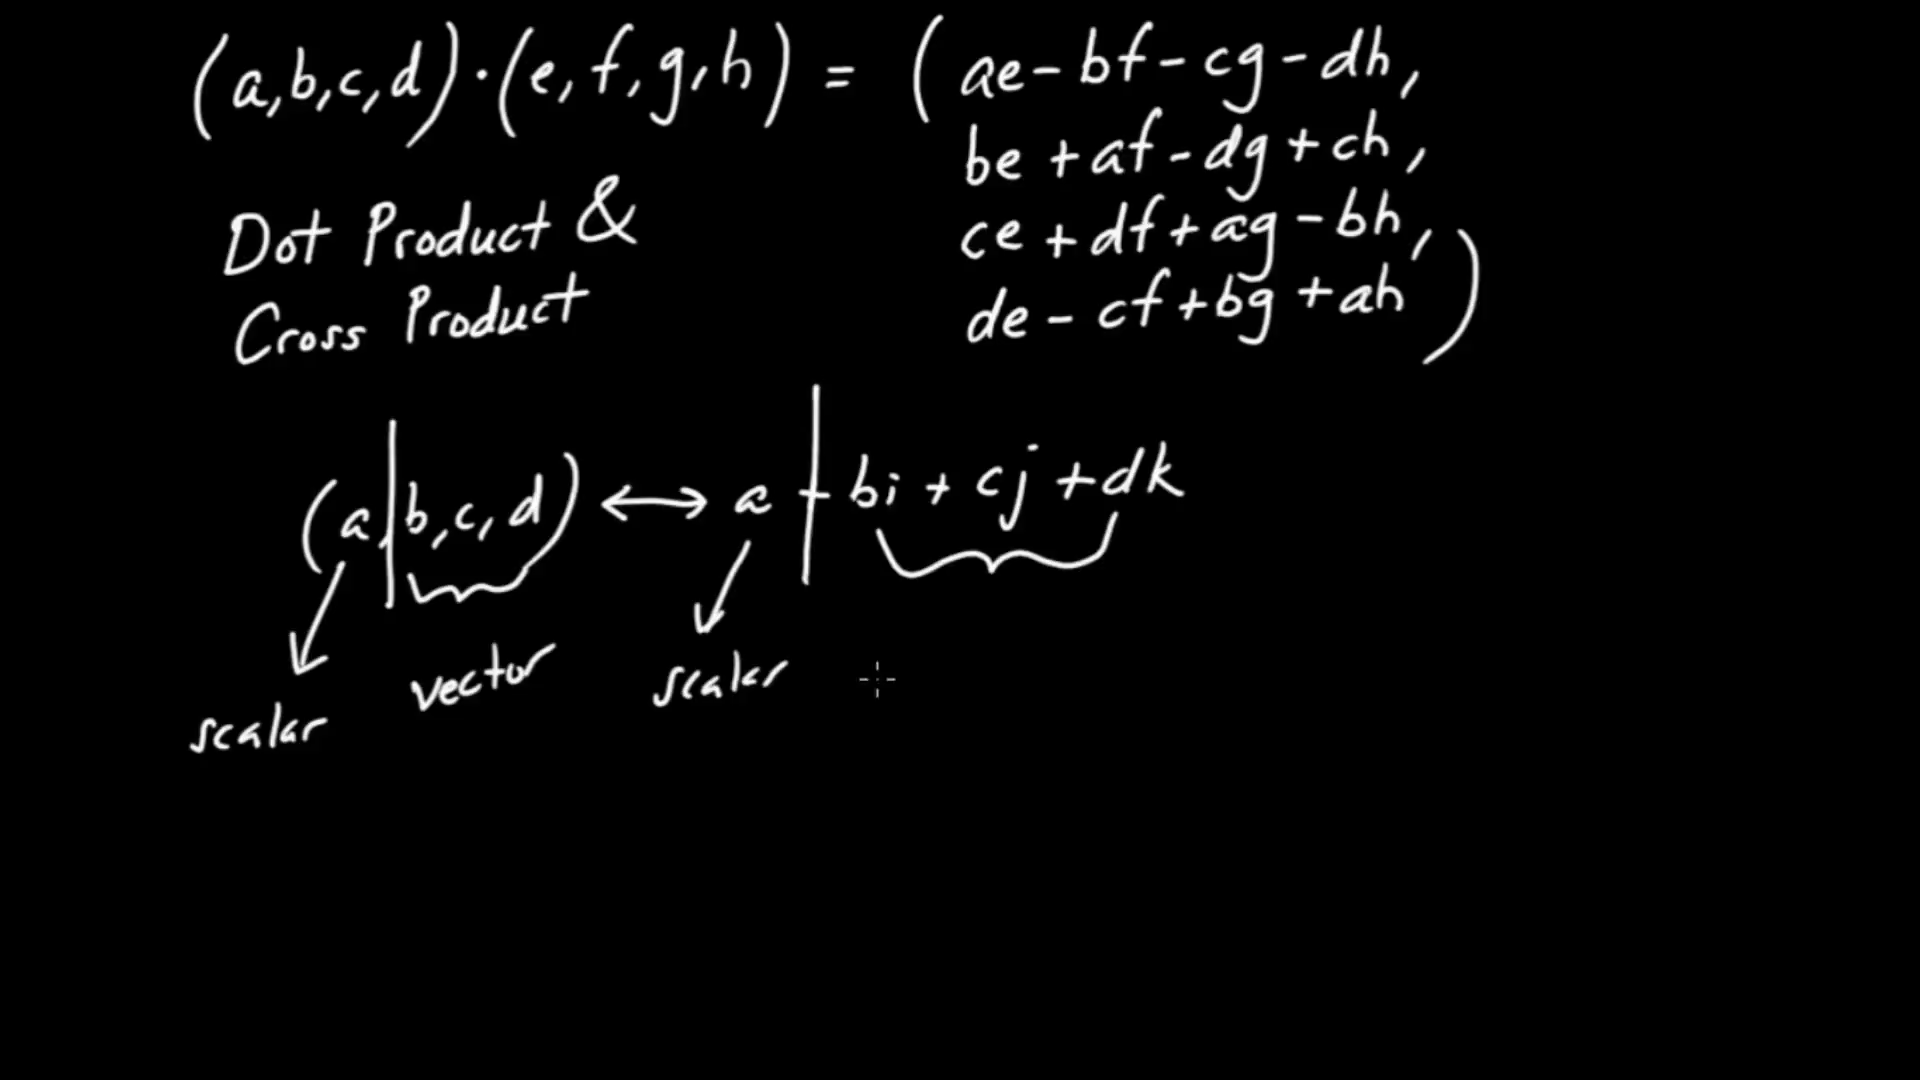 (a,b,c,d)·(e,f,g,h) = (ae-bf-cg-dh,
be+af-dg+ch,
ce+df+ag-bh,
de-cf+bg+ah)
Dot Product &
Cross Product
(a,|b,c,d) ↔ a + bi + cj + dk
scalar vector scalar